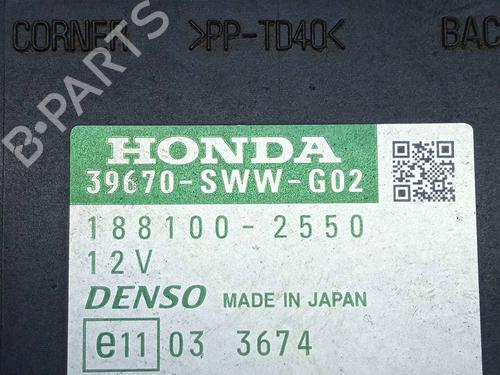 CORNER >PP-TD40< BAC
B-PARTS
HONDA
39670-SWW-G02
188100-2550
12V
DENSO MADE IN JAPAN
e11 03 3674